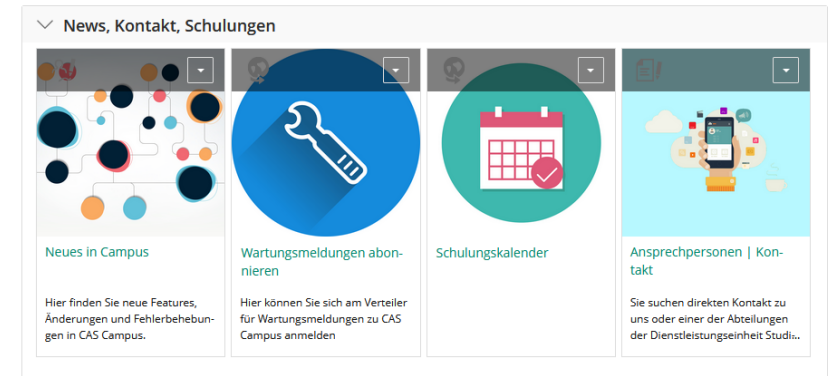 News, Kontakt, Schulungen
Neues in Campus
Hier finden Sie neue Features,
Änderungen und Fehlerbehebun-
gen in CAS Campus.
Wartungsmeldungen abon-
nieren
Hier können Sie sich am Verteiler
für Wartungsmeldungen zu CAS
Campus anmelden
Schulungskalender
Ansprechpersonen | Kon-
takt
Sie suchen direkten Kontakt zu
uns oder einer der Abteilungen
der Dienstleistungseinheit Studi...